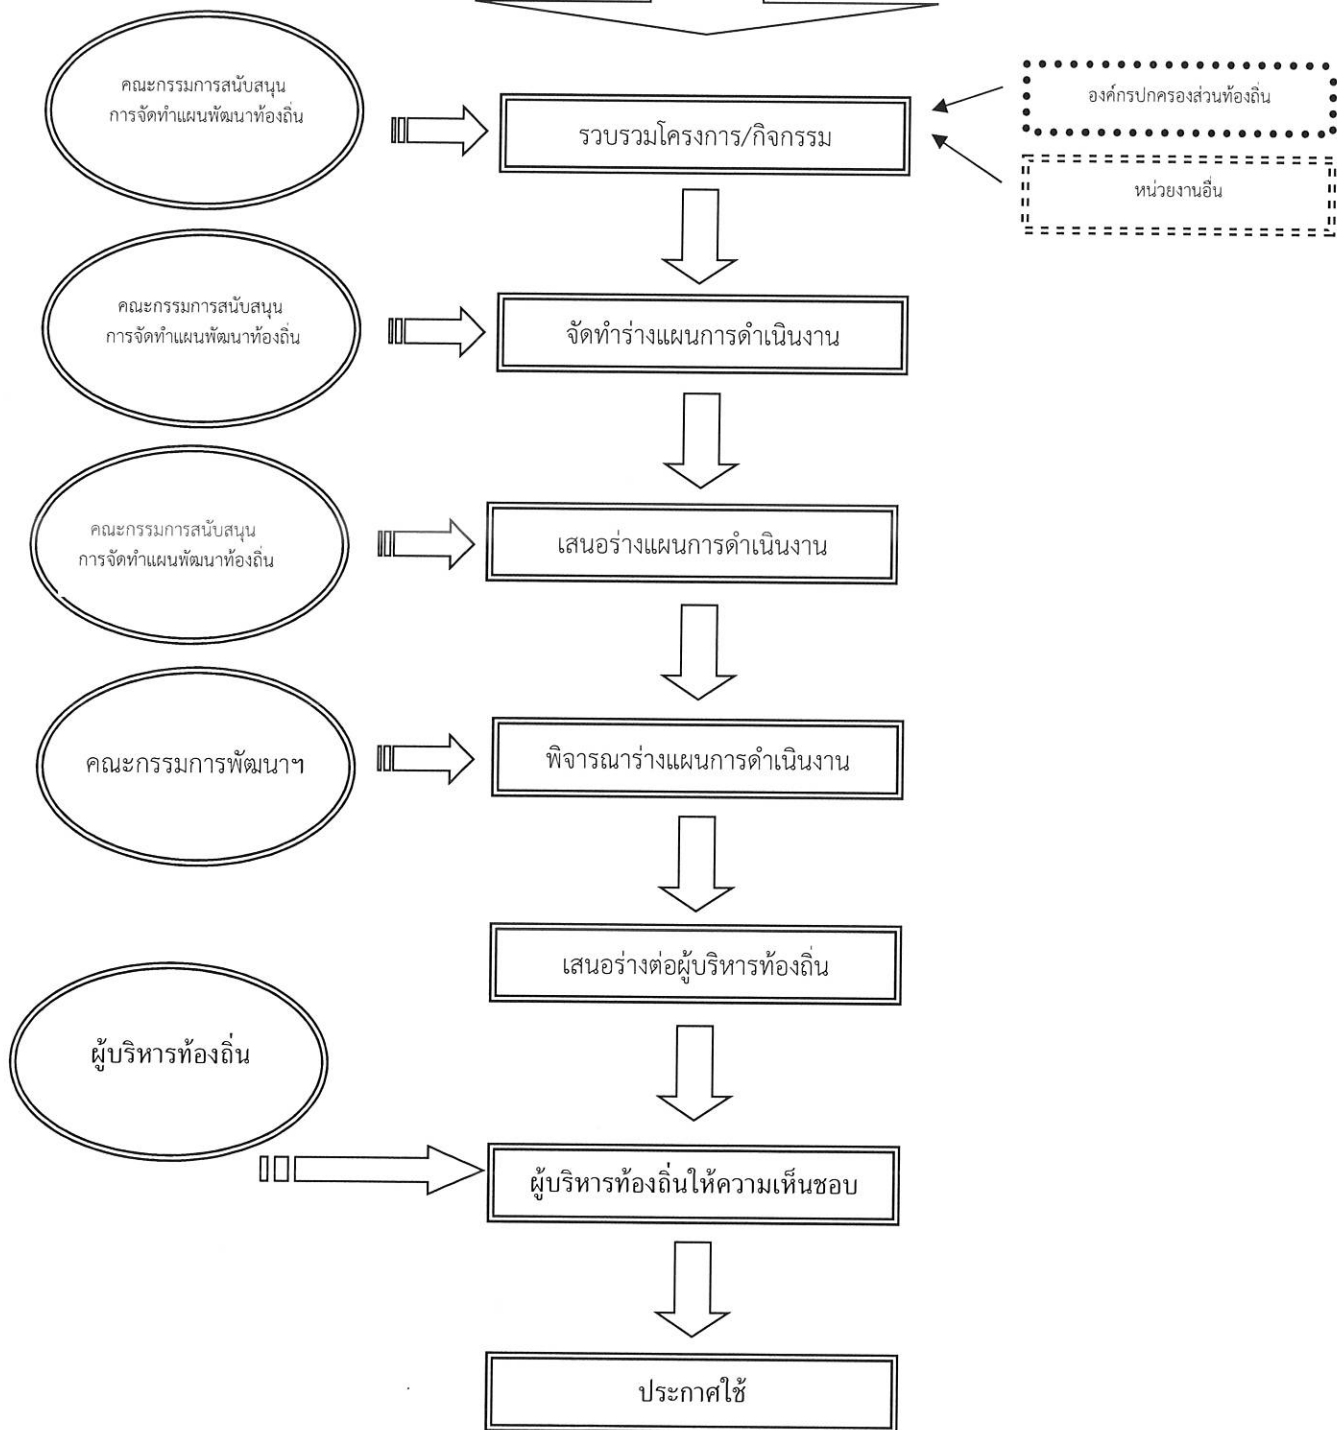 คณะกรรมการสนับสนุน
การจัดทำแผนพัฒนาท้องถิ่น
รวบรวมโครงการ/กิจกรรม
องค์กรปกครองส่วนท้องถิ่น
หน่วยงานอื่น
คณะกรรมการสนับสนุน
การจัดทำแผนพัฒนาท้องถิ่น
จัดทำร่างแผนการดำเนินงาน
คณะกรรมการสนับสนุน
การจัดทำแผนพัฒนาท้องถิ่น
เสนอร่างแผนการดำเนินงาน
คณะกรรมการพัฒนาฯ
พิจารณาร่างแผนการดำเนินงาน
เสนอร่างต่อผู้บริหารท้องถิ่น
ผู้บริหารท้องถิ่น
ผู้บริหารท้องถิ่นให้ความเห็นชอบ
ประกาศใช้